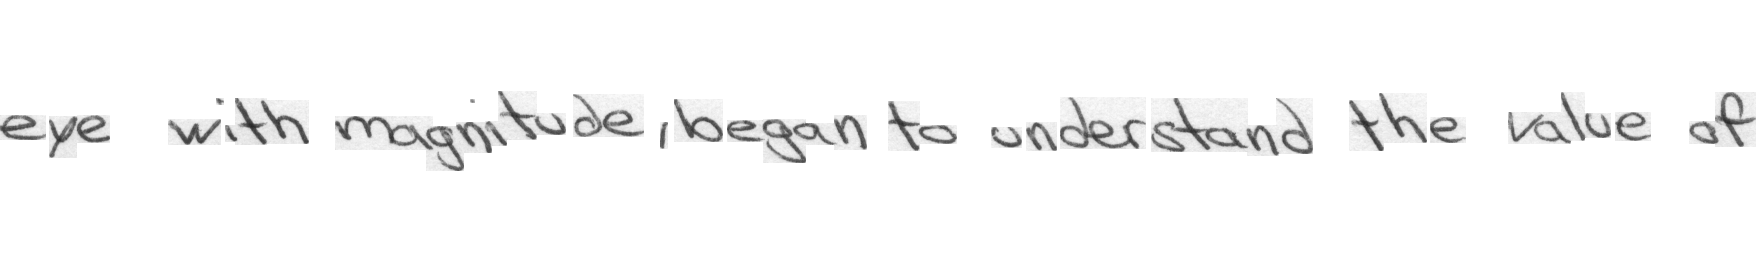 eye with magnitude, began to understand the value of